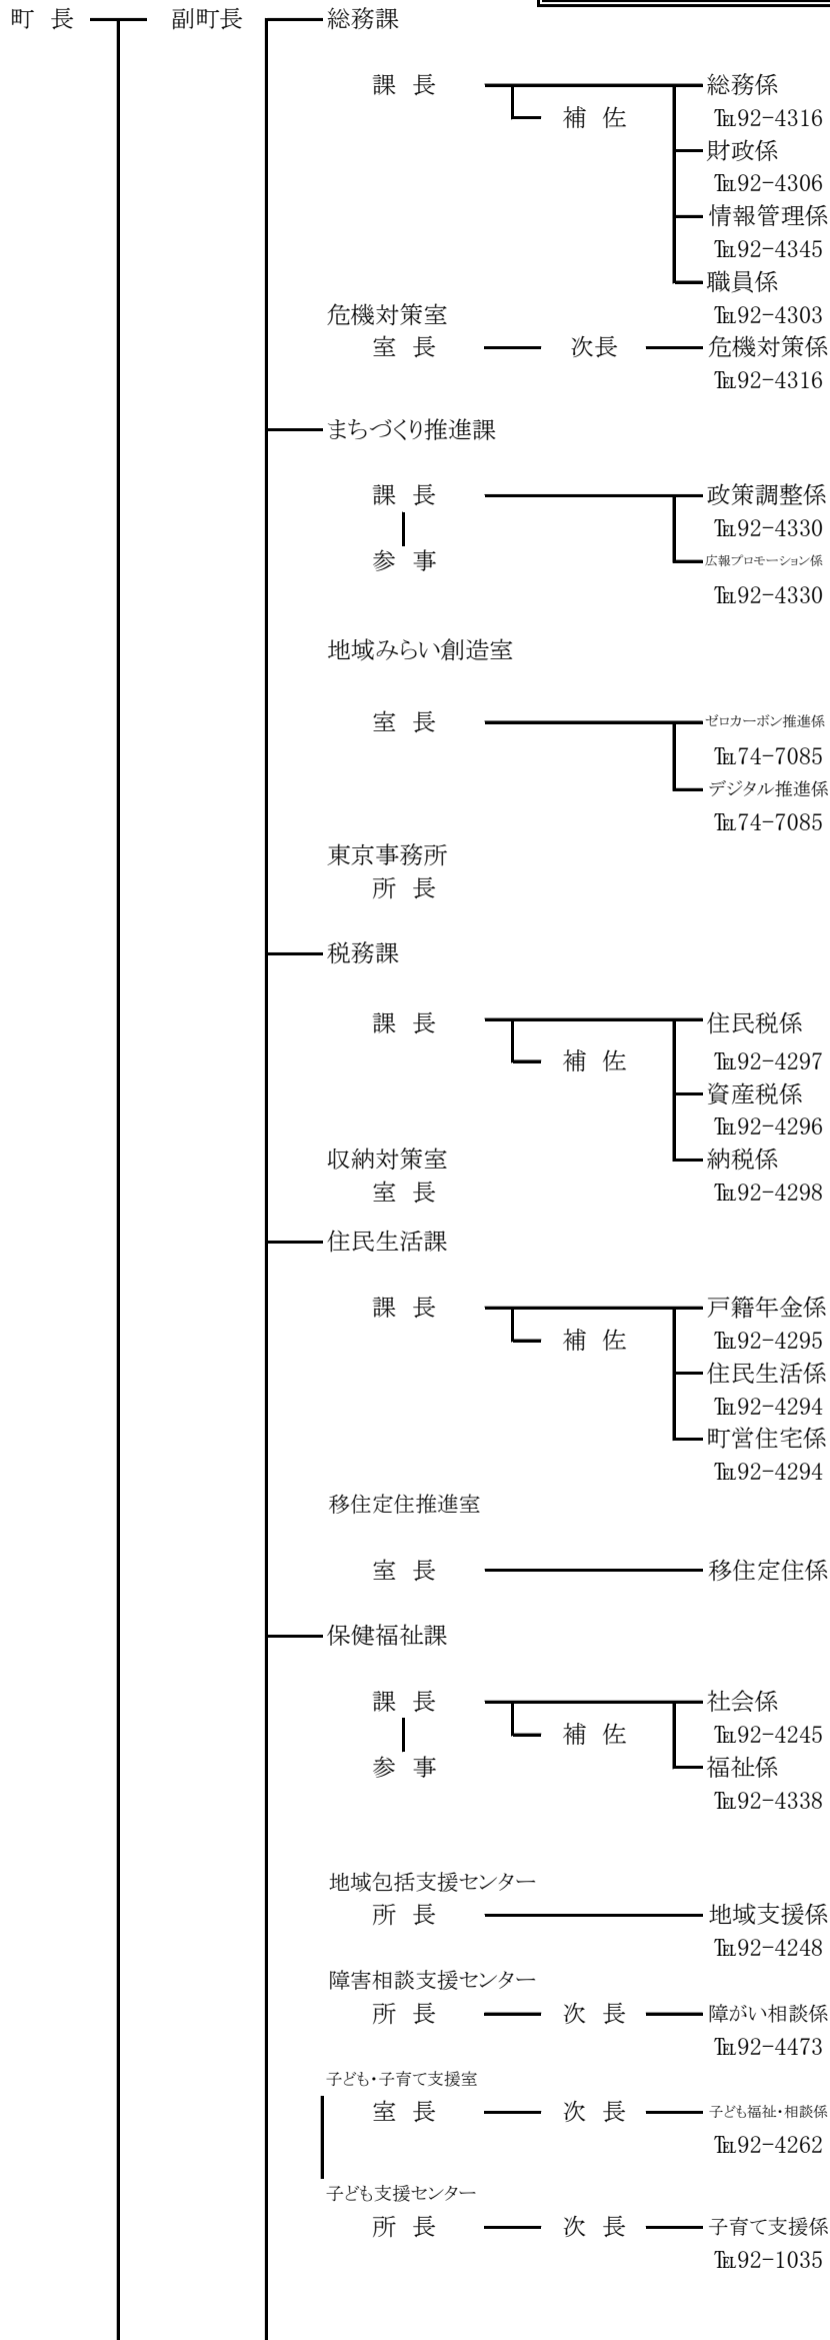 町 長 副町長 総務課
課 長 総務係
補 佐 ℡92-4316
財政係
℡92-4306
情報管理係
℡92-4345
職員係
危機対策室 ℡92-4303
室 長 次長 危機対策係
℡92-4316
まちづくり推進課
課 長 政策調整係
℡92-4330
参 事 広報プロモーション係
℡92-4330
地域みらい創造室
室 長 ゼロカーボン推進係
℡74-7085
デジタル推進係
℡74-7085
東京事務所
所 長
税務課
課 長 住民税係
補 佐 ℡92-4297
資産税係
℡92-4296
収納対策室 納税係
室 長 ℡92-4298
住民生活課
課 長 戸籍年金係
補 佐 ℡92-4295
住民生活係
℡92-4294
町営住宅係
℡92-4294
移住定住推進室
室 長 移住定住係
保健福祉課
課 長 社会係
補 佐 ℡92-4245
参 事 福祉係
℡92-4338
地域包括支援センター
所 長 地域支援係
℡92-4248
障害相談支援センター
所 長 次 長 障がい相談係
℡92-4473
子ども・子育て支援室
室 長 次 長 子ども福祉・相談係
℡92-4262
子ども支援センター
所 長 次 長 子育て支援係
℡92-1035